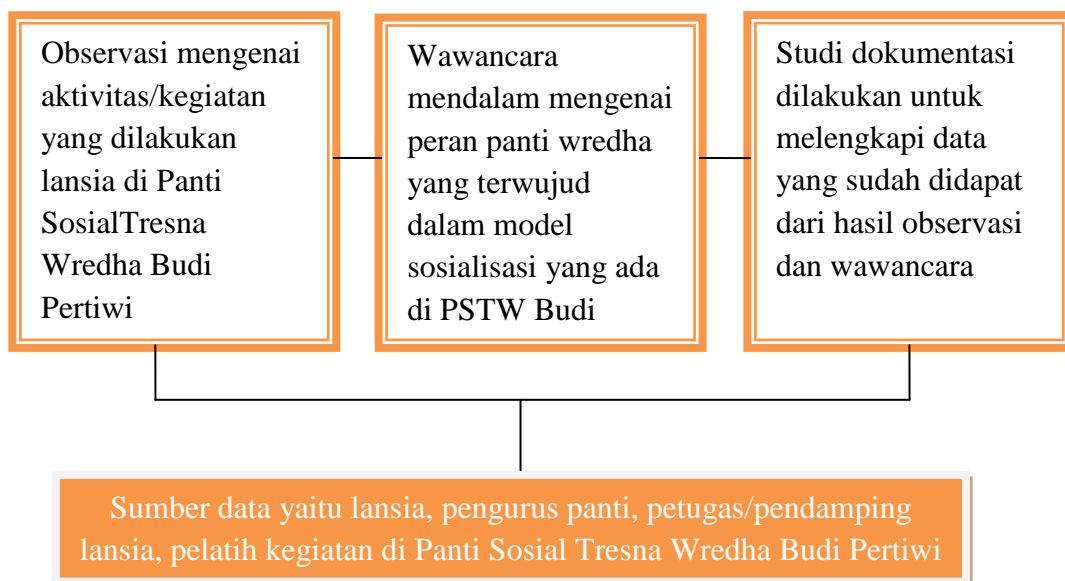 Observasi mengenai
aktivitas/kegiatan
yang dilakukan
lansia di Panti
SosialTresna
Wredha Budi
Pertiwi
Wawancara
mendalam mengenai
peran panti wredha
yang terwujud
dalam model
sosialisasi yang ada
di PSTW Budi
Studi dokumentasi
dilakukan untuk
melengkapi data
yang sudah didapat
dari hasil observasi
dan wawancara
Sumber data yaitu lansia, pengurus panti, petugas/pendamping
lansia, pelatih kegiatan di Panti Sosial Tresna Wredha Budi Pertiwi